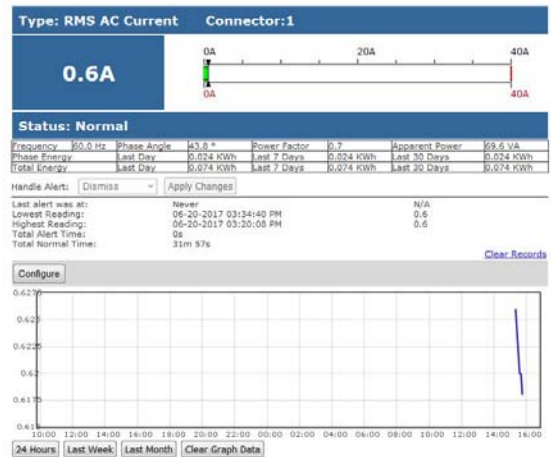 Type: RMS AC Current Connector:1
0.6A
0A 20A 40A
0A 40A
Status: Normal
Frequency 60.0 Hz Phase Angle 43.8 ° Power Factor 0.7 Apparent Power 69.6 VA
Phase Energy Last Day 0.024 KWh Last 7 Days 0.024 KWh Last 30 Days 0.024 KWh
Total Energy Last Day 0.074 KWh Last 7 Days 0.074 KWh Last 30 Days 0.074 KWh
Handle Alert: Dismiss Apply Changes
Last alert was at: Never N/A
Lowest Reading: 06-20-2017 03:34:40 PM 0.6
Highest Reading: 06-20-2017 03:20:08 PM 0.6
Total Alert Time: 0s
Total Normal Time: 31m 57s
Clear Records
Configure
0.6275
0.625
0.6225
0.62
0.6175
0.615
10:00 12:00 14:00 16:00 18:00 20:00 22:00 00:00 02:00 04:00 06:00 08:00 10:00 12:00 14:00 16:00
24 Hours Last Week Last Month Clear Graph Data